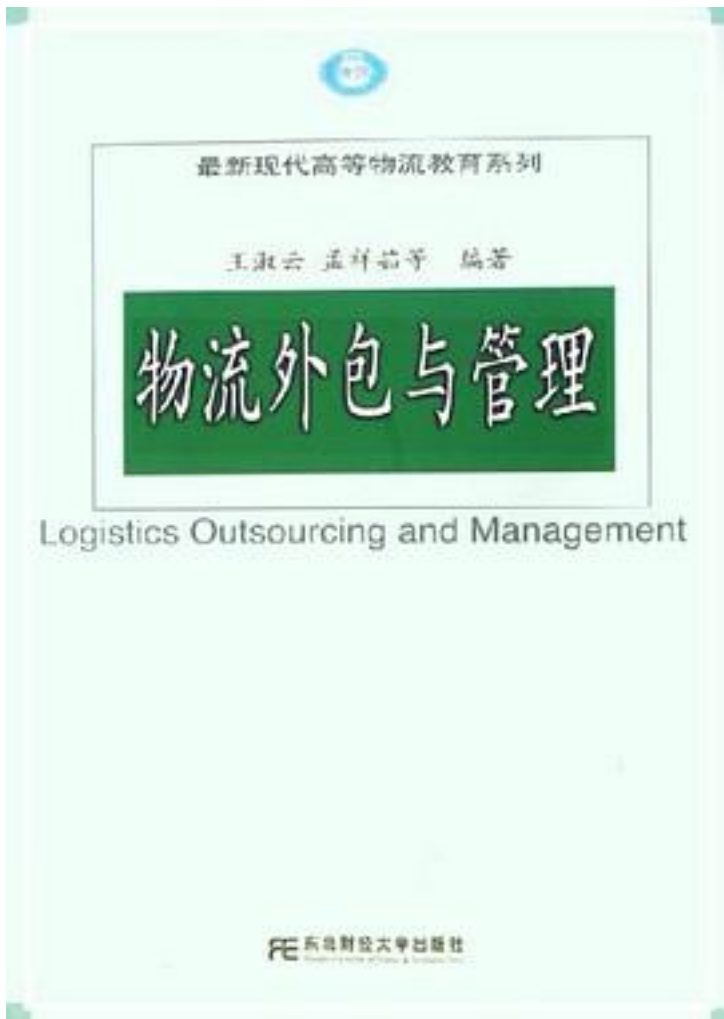 最新现代高等物流教育系列
王淑云 孟祥茹等 编著
物流外包与管理
Logistics Outsourcing and Management
东北财经大学出版社